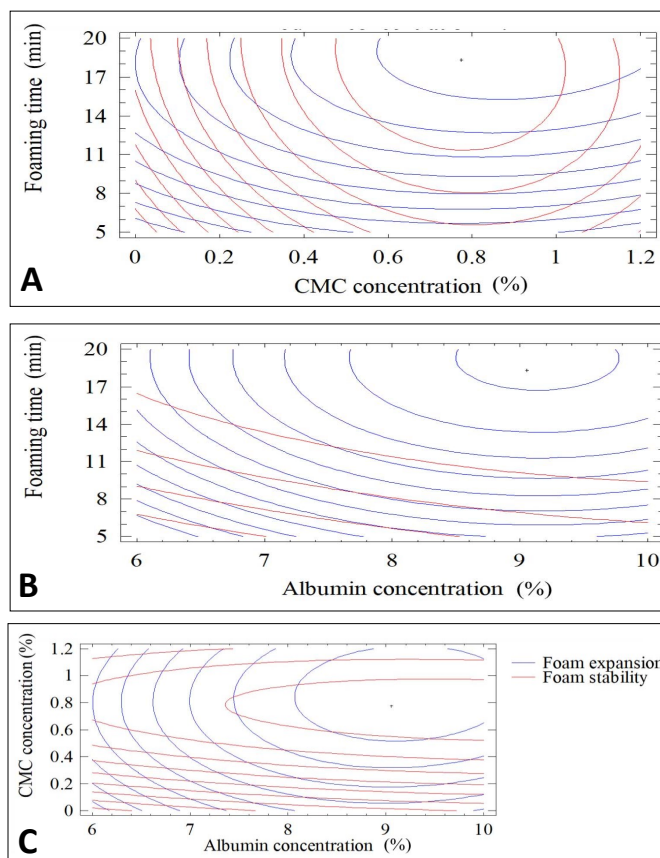 20
17
14
11
8
5
Foaming time (min)
0 0.2 0.4 0.6 0.8 1 1.2
CMC concentration (%)
A
20
17
14
11
8
5
Foaming time (min)
6 7 8 9 10
Albumin concentration (%)
B
1.2
1
0.8
0.6
0.4
0.2
0
CMC concentration (%)
6 7 8 9 10
Albumin concentration (%)
C
Foam expansion
Foam stability